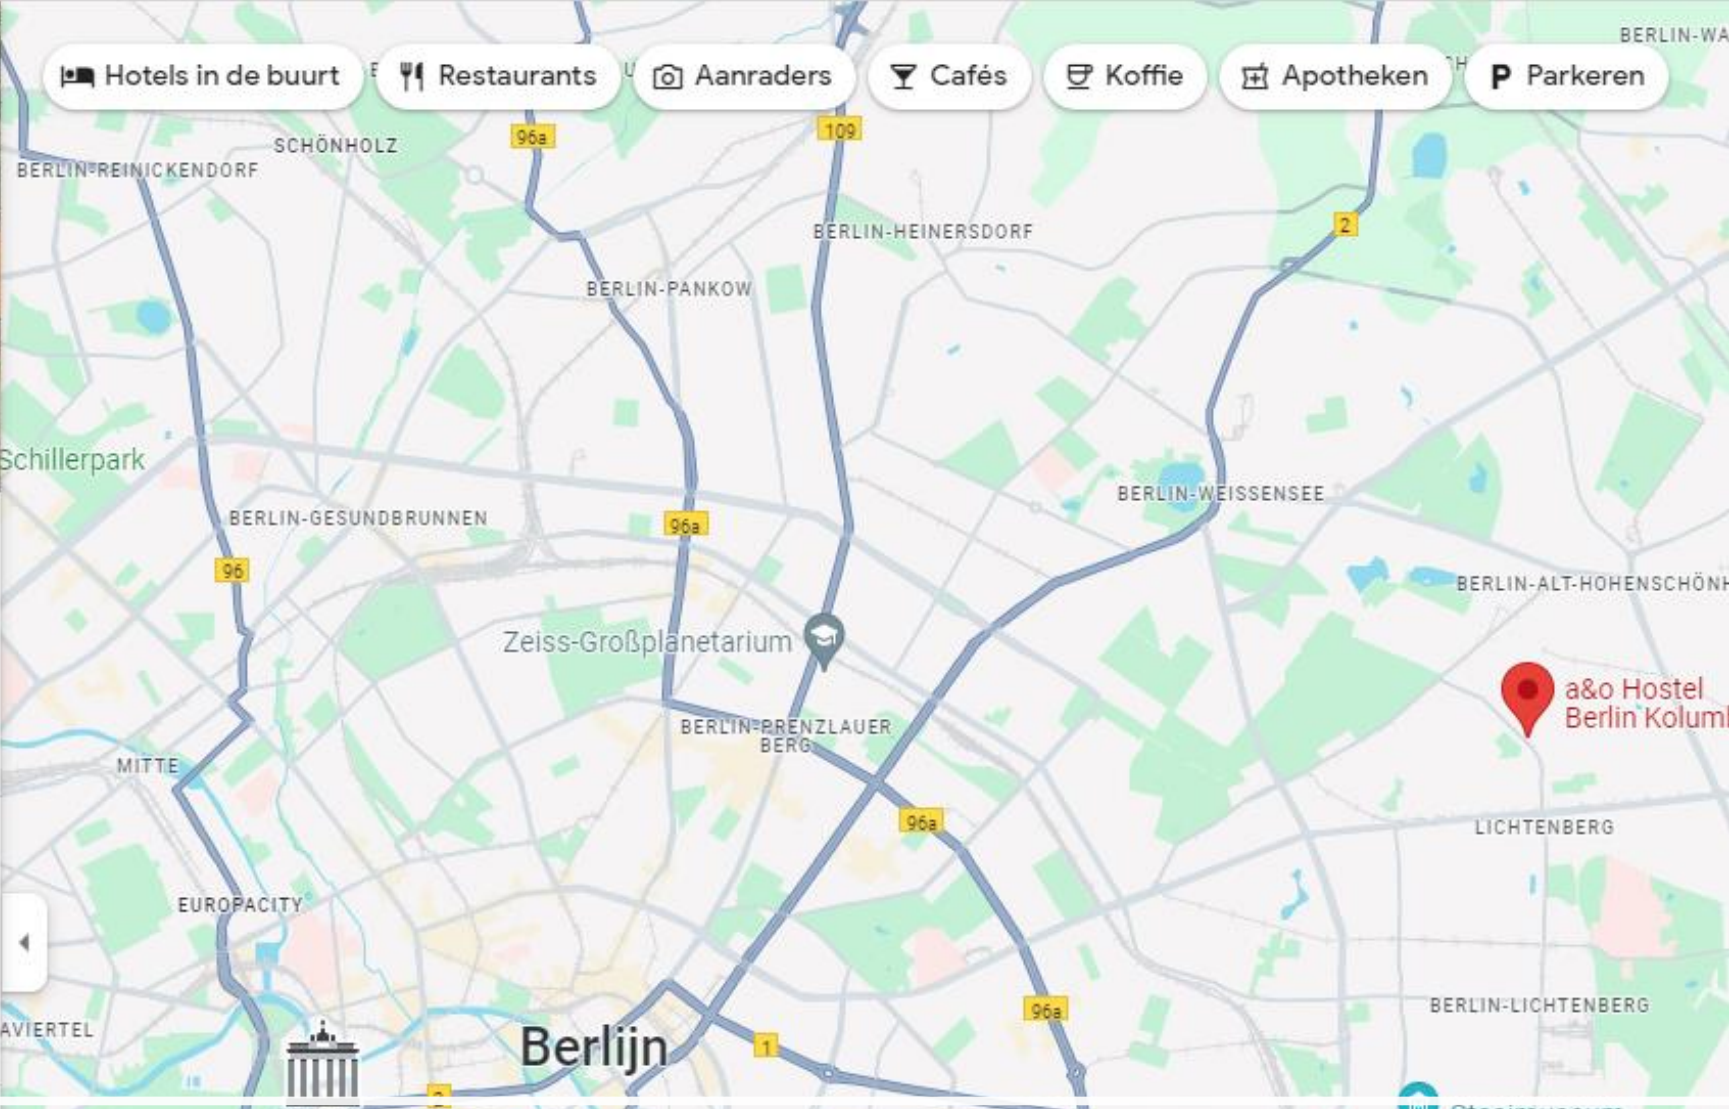 BERLIN-WA
Hotels in de buurt
Restaurants
Aanraders
Cafés
Koffie
Apotheken
Parkeren
96a
109
SCHÖNHOLZ
BERLIN-REINICKENDORF
2
BERLIN-HEINERSDORF
BERLIN-PANKOW
Schillerpark
BERLIN-WEISSENSEE
BERLIN-GESUNDBRUNNEN
96a
96
BERLIN-ALT-HOHENSCHÖNH
Zeiss-Großplanetarium
a&o Hostel
Berlin Kolum
BERLIN-PRENZLAUER
BERG
MITTE
96a
LICHTENBERG
EUROPACITY
96a
BERLIN-LICHTENBERG
AVIERTEL
Berlijn
1